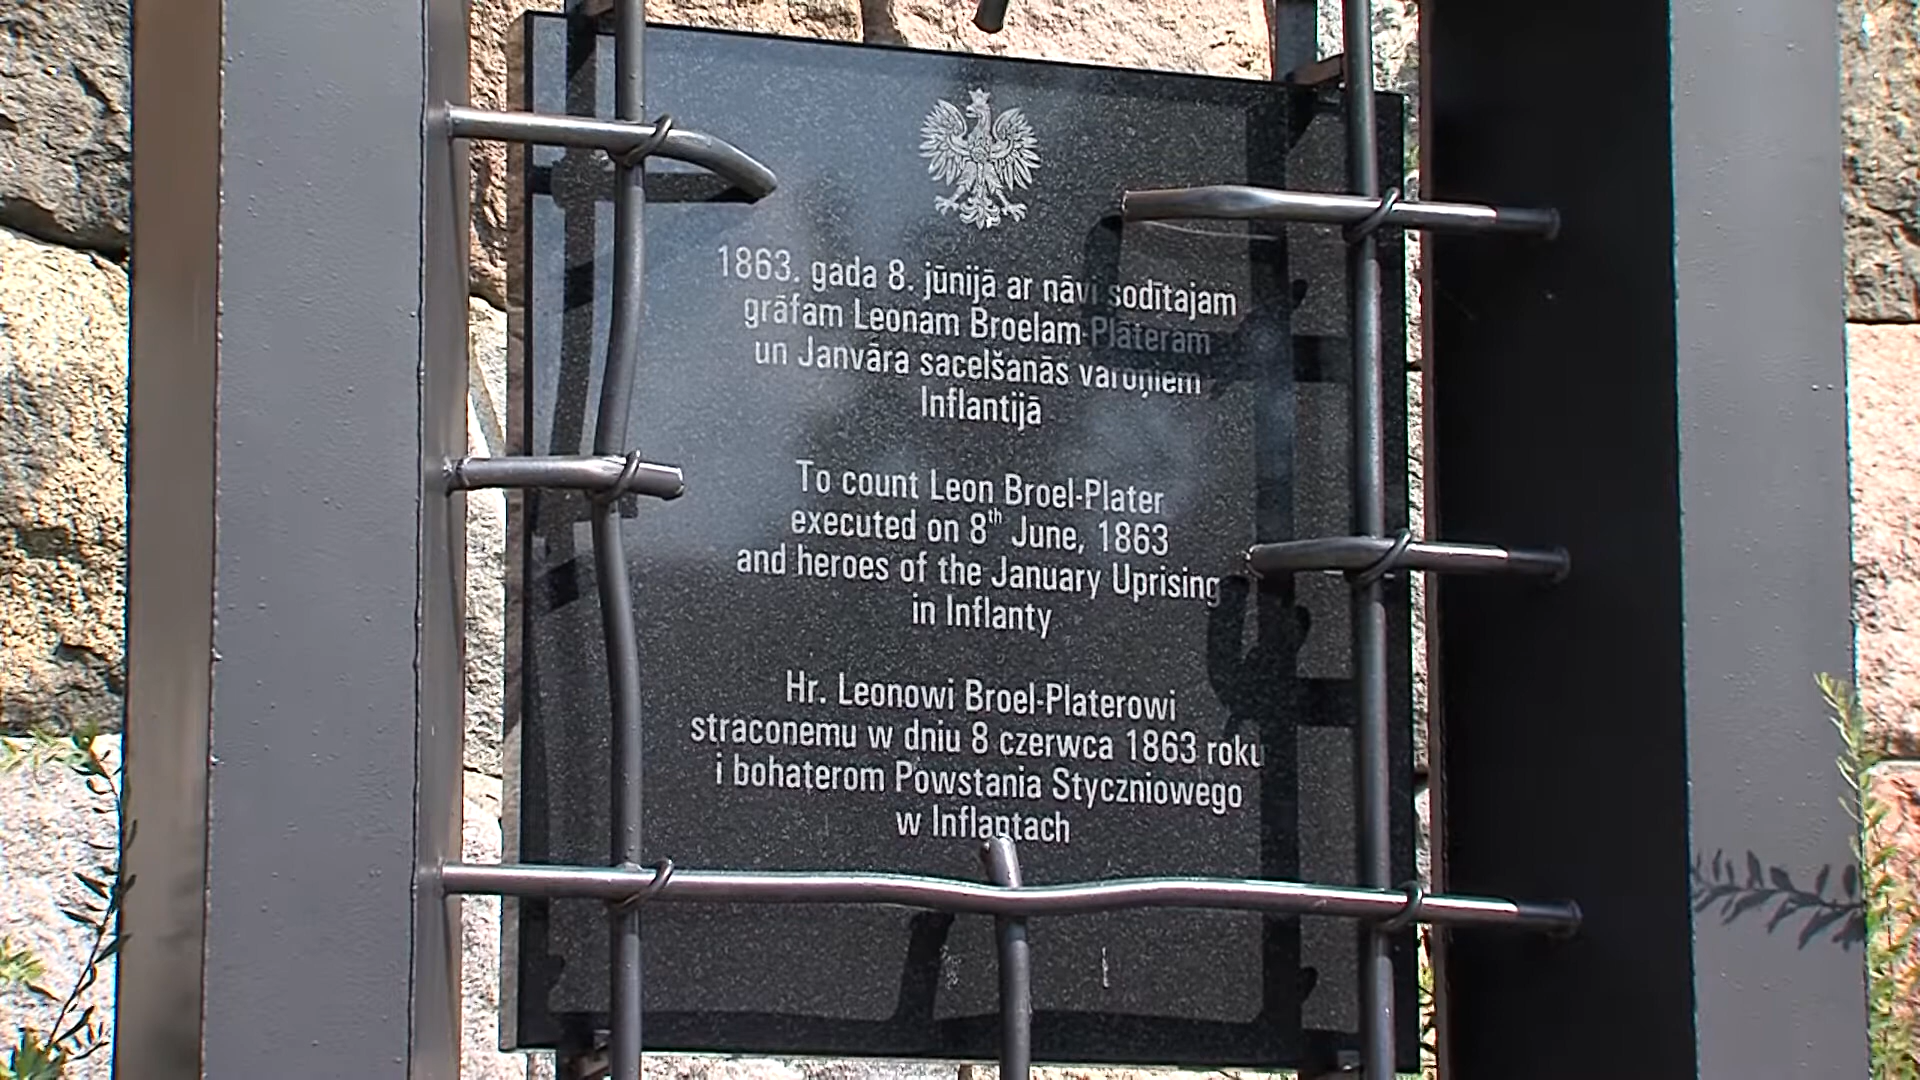 1863. gada 8. jūnijā ar nāvi sodītajam
grāfam Leonam Broelam-Plāteram
un Janvāra sacelšanās varoņiem
Inflantijā
To count Leon Broel-Plater
executed on 8th June, 1863
and heroes of the January Uprising
in Inflanty
Hr. Leonowi Broel-Platerowi
straconemu w dniu 8 czerwca 1863 roku
i bohaterom Powstania Styczniowego
w Inflantach